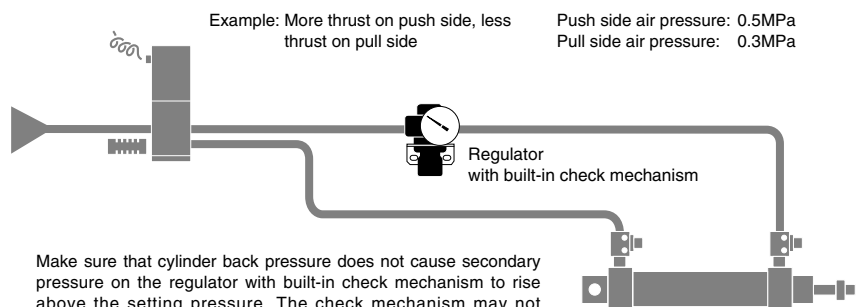 Example: More thrust on push side, less
thrust on pull side
Push side air pressure: 0.5MPa
Pull side air pressure: 0.3MPa
Regulator
with built-in check mechanism
Make sure that cylinder back pressure does not cause secondary
pressure on the regulator with built-in check mechanism to rise
above the setting pressure. The check mechanism may not